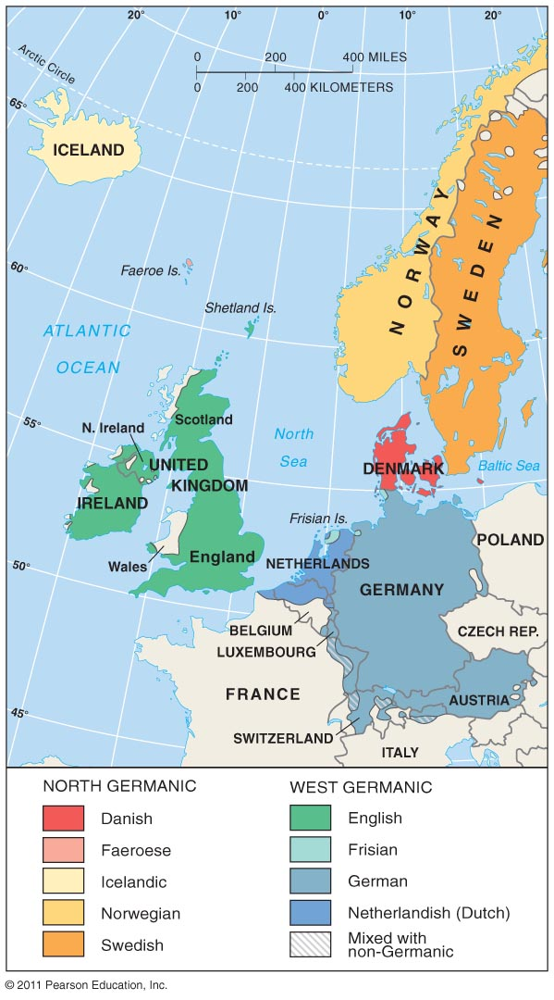 20°
10°
0°
10°
20°
Arctic Circle
0 200 400 MILES
0 200 400 KILOMETERS
65°
ICELAND
NORWAY
SWEDEN
60°
Faeroe Is.
Shetland Is.
ATLANTIC
OCEAN
55°
Scotland
North
Sea
N. Ireland
UNITED
KINGDOM
DENMARK
Baltic Sea
IRELAND
Frisian Is.
Wales
England
NETHERLANDS
POLAND
50°
GERMANY
BELGIUM
CZECH REP.
LUXEMBOURG
FRANCE
AUSTRIA
45°
SWITZERLAND
ITALY
NORTH GERMANIC
Danish
Faeroese
Icelandic
Norwegian
Swedish
WEST GERMANIC
English
Frisian
German
Netherlandish (Dutch)
Mixed with
non-Germanic
© 2011 Pearson Education, Inc.